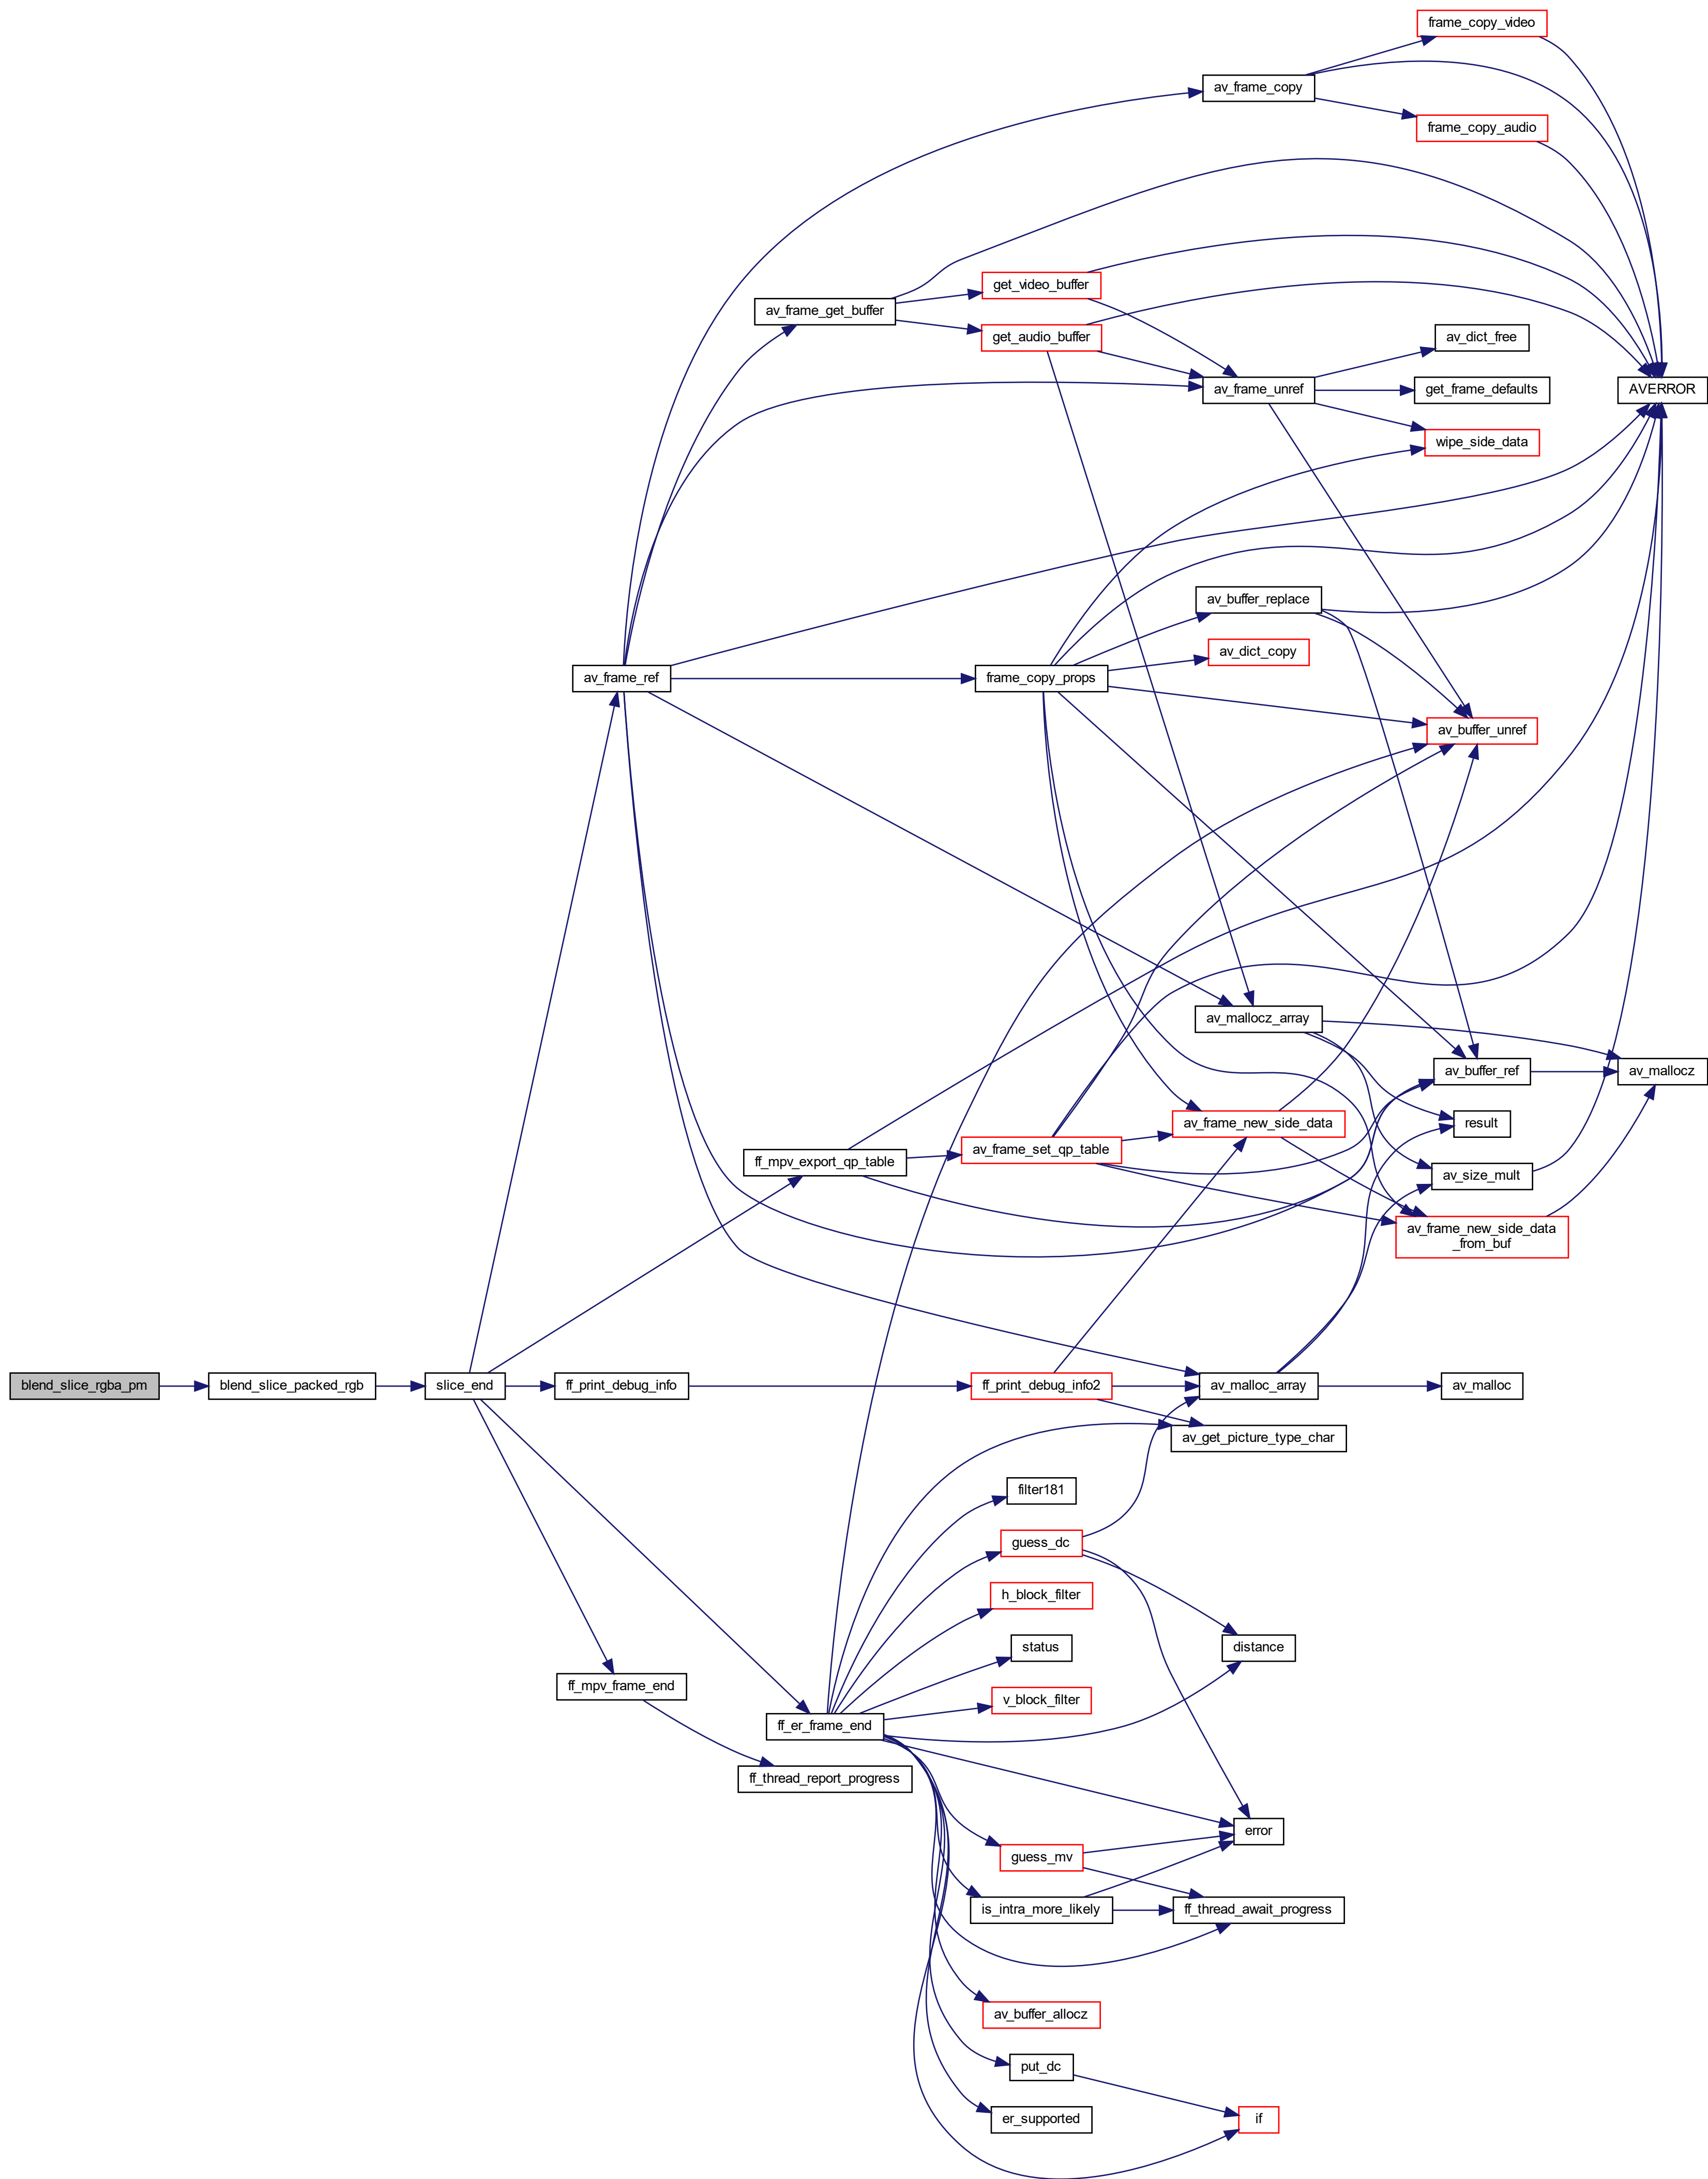 frame_copy_video
av_frame_copy
frame_copy_audio
get_video_buffer
av_frame_get_buffer
get_audio_buffer
av_dict_free
av_frame_unref
get_frame_defaults
AVERROR
wipe_side_data
av_buffer_replace
av_dict_copy
av_frame_ref
frame_copy_props
av_buffer_unref
av_mallocz_array
av_buffer_ref
av_mallocz
av_frame_new_side_data
result
ff_mpv_export_qp_table
av_frame_set_qp_table
av_size_mult
av_frame_new_side_data
_from_buf
blend_slice_rgba_pm
blend_slice_packed_rgb
slice_end
ff_print_debug_info
ff_print_debug_info2
av_malloc_array
av_malloc
av_get_picture_type_char
filter181
guess_dc
h_block_filter
status
distance
ff_mpv_frame_end
v_block_filter
ff_er_frame_end
ff_thread_report_progress
error
guess_mv
is_intra_more_likely
ff_thread_await_progress
av_buffer_allocz
put_dc
er_supported
if